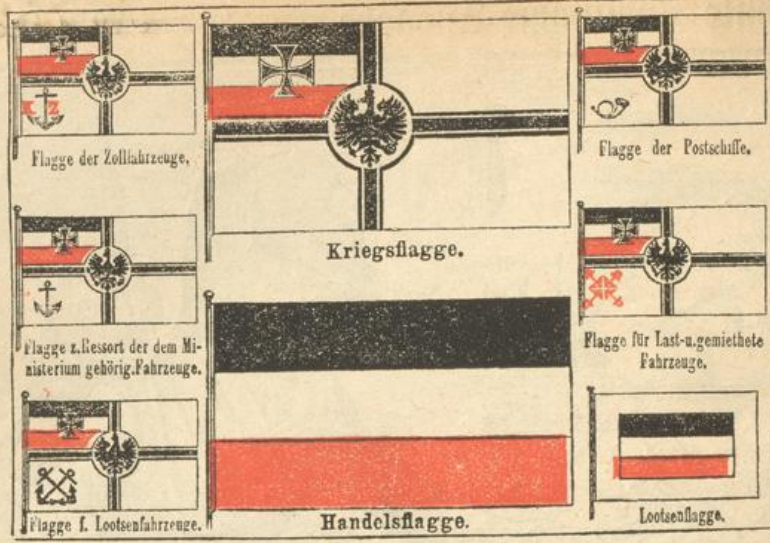 K Z
Flagge der Zollfahrzeuge.
Flagge z. Ressort der dem Mi-
nisterium gehörig. Fahrzeuge.
Flagge f. Lootsenfahrzeuge.
Kriegsflagge.
Handelsflagge.
Flagge der Postschiffe.
Flagge für Last-u. gemiethete
Fahrzeuge.
Lootsenflagge.